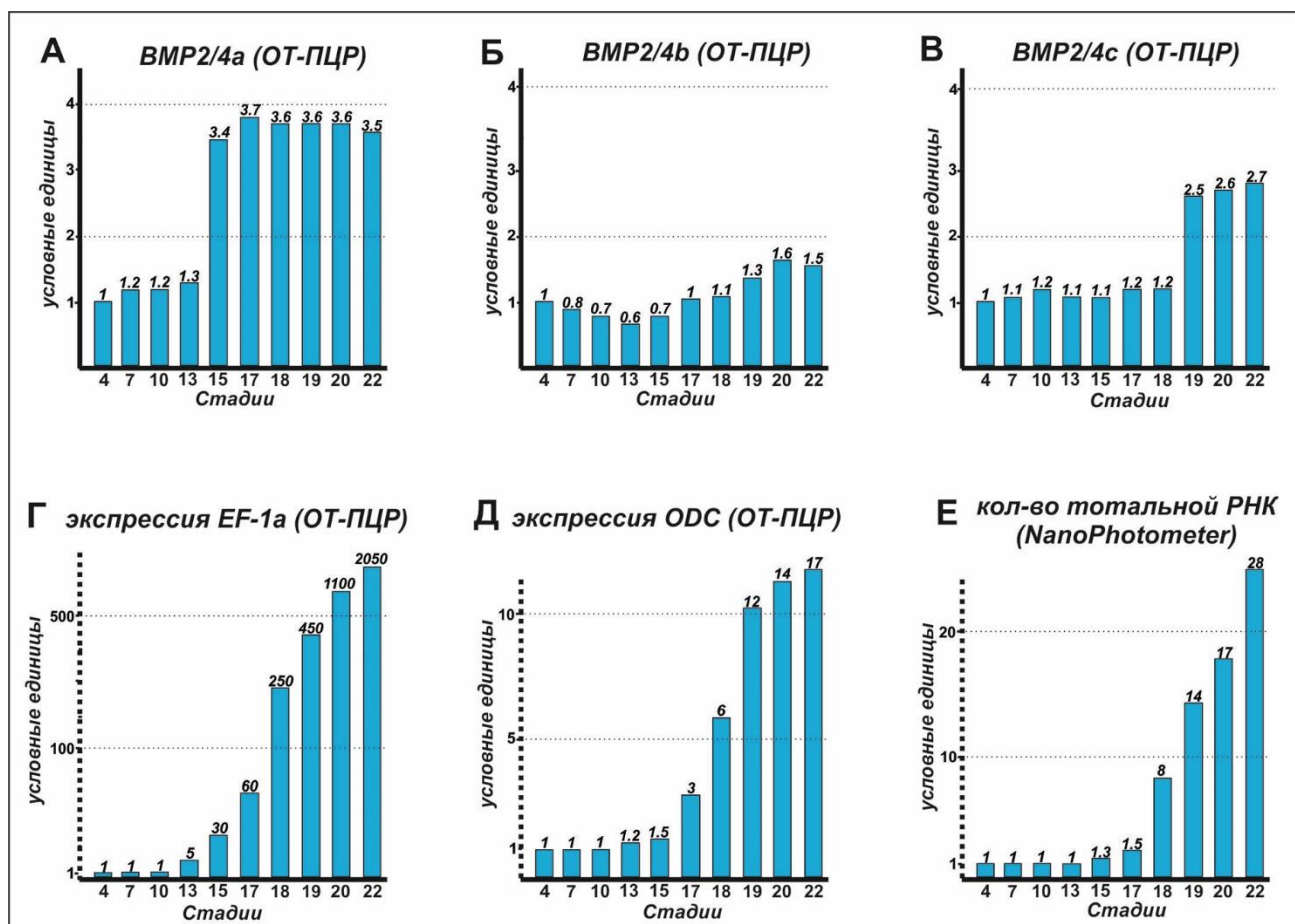 А
BMP2/4a (ОТ-ПЦР)
условные единицы
4
3
2
1
1
1.2
1.2
1.3
3.4
3.7
3.6
3.6
3.6
3.5
4 7 10 13 15 17 18 19 20 22
Стадии
Б
BMP2/4b (ОТ-ПЦР)
условные единицы
4
3
2
1
1
0.8
0.7
0.6
0.7
1
1.1
1.3
1.6
1.5
4 7 10 13 15 17 18 19 20 22
Стадии
В
BMP2/4c (ОТ-ПЦР)
условные единицы
4
3
2
1
1
1.1
1.2
1.1
1.1
1.2
1.2
2.5
2.6
2.7
4 7 10 13 15 17 18 19 20 22
Стадии
Г
экспрессия EF-1a (ОТ-ПЦР)
условные единицы
500
100
1
1
1
1
5
30
60
250
450
1100
2050
4 7 10 13 15 17 18 19 20 22
Стадии
Д
экспрессия ODC (ОТ-ПЦР)
условные единицы
10
5
1
1
1
1
1.2
1.5
3
6
12
14
17
4 7 10 13 15 17 18 19 20 22
Стадии
Е
кол-во тотальной РНК
(NanoPhotometer)
условные единицы
20
10
1
1
1
1
1
1.3
1.5
8
14
17
28
4 7 10 13 15 17 18 19 20 22
Стадии